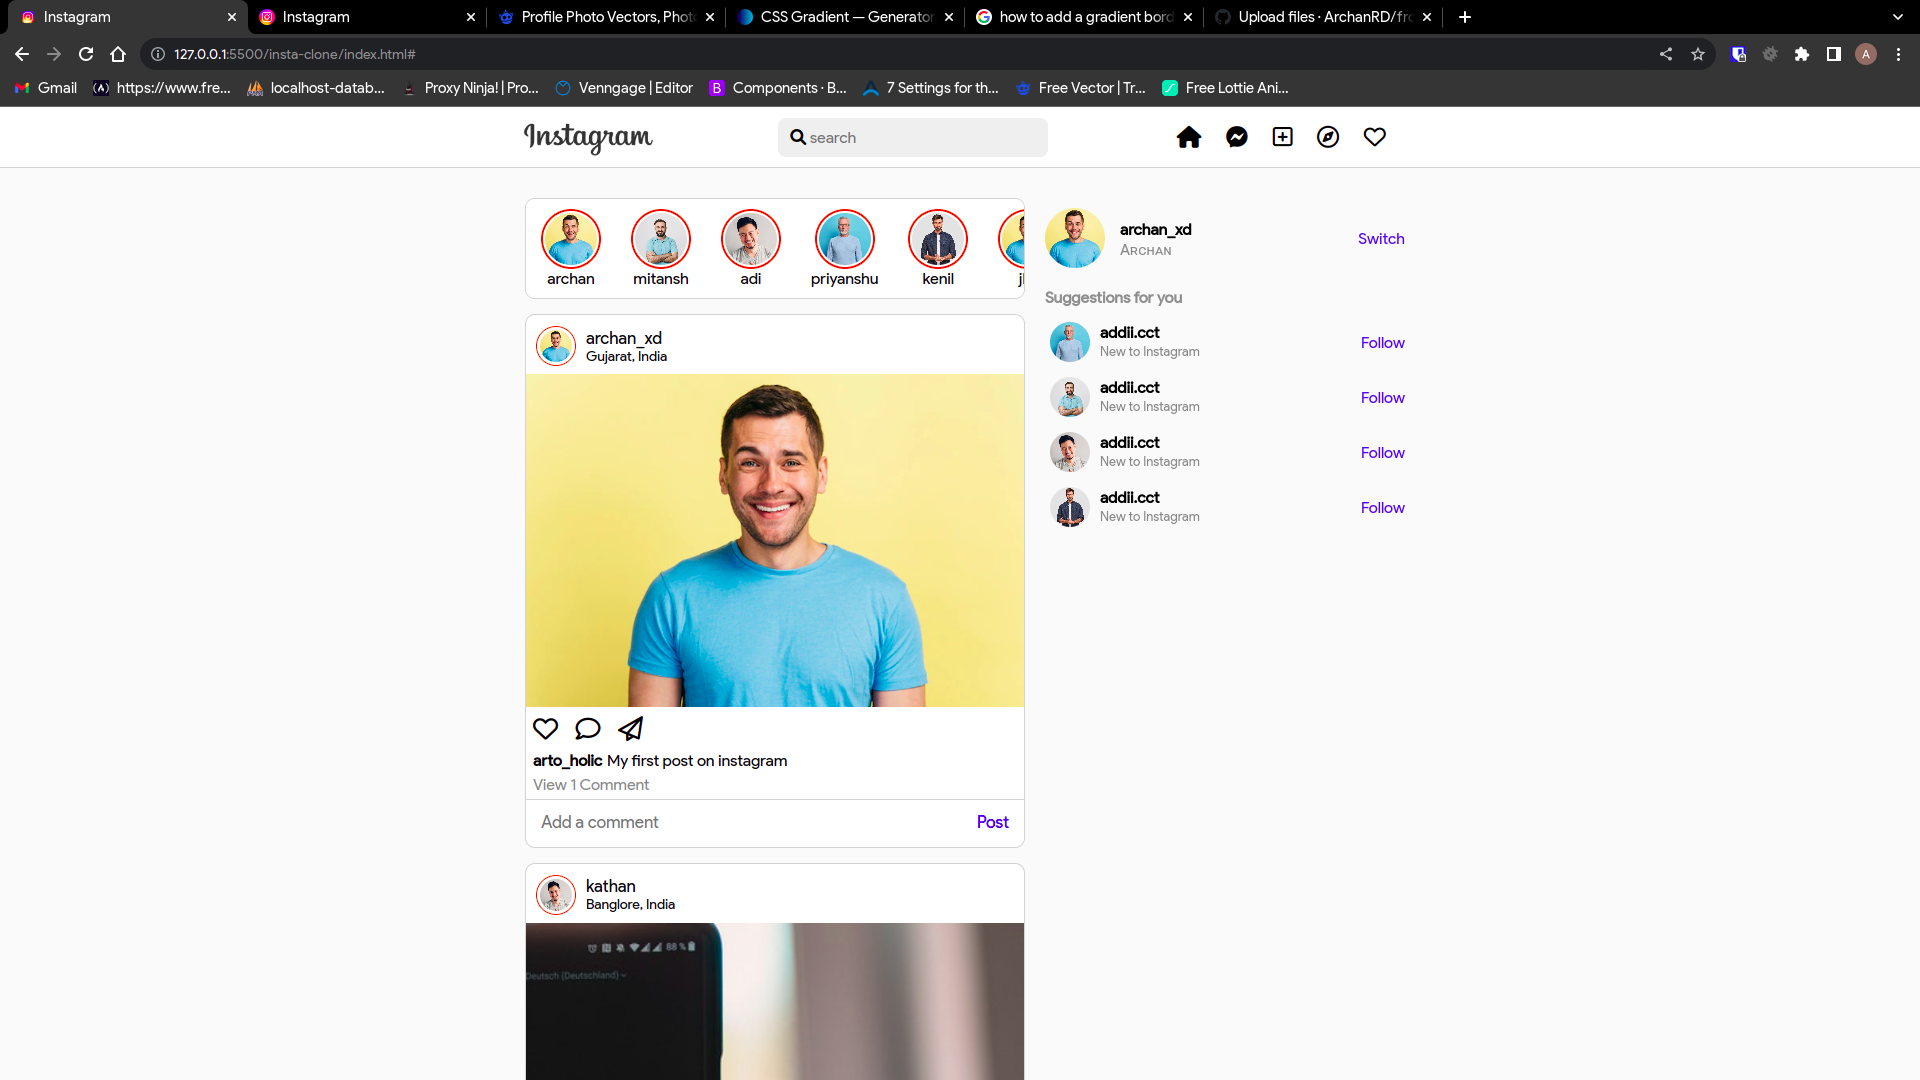 Instagram
Instagram
Profile Photo Vectors, Phot
CSS Gradient — Generator
how to add a gradient bord
Upload files · ArchanRD/fro
127.0.0.1:5500/insta-clone/index.html#
A
Gmail
https://www.fre...
localhost-datab...
Proxy Ninja! | Pro...
Venngage | Editor
Components · B...
7 Settings for th...
Free Vector | Tr...
Free Lottie Ani...
Instagram
search
archan
mitansh
adi
priyanshu
kenil
archan_xd
Archan
Switch
Suggestions for you
addii.cct
New to Instagram
Follow
addii.cct
New to Instagram
Follow
addii.cct
New to Instagram
Follow
addii.cct
New to Instagram
Follow
archan_xd
Gujarat, India
arto_holic My first post on instagram
View 1 Comment
Add a comment
Post
kathan
Banglore, India
88 %
Deutsch (Deutschland)